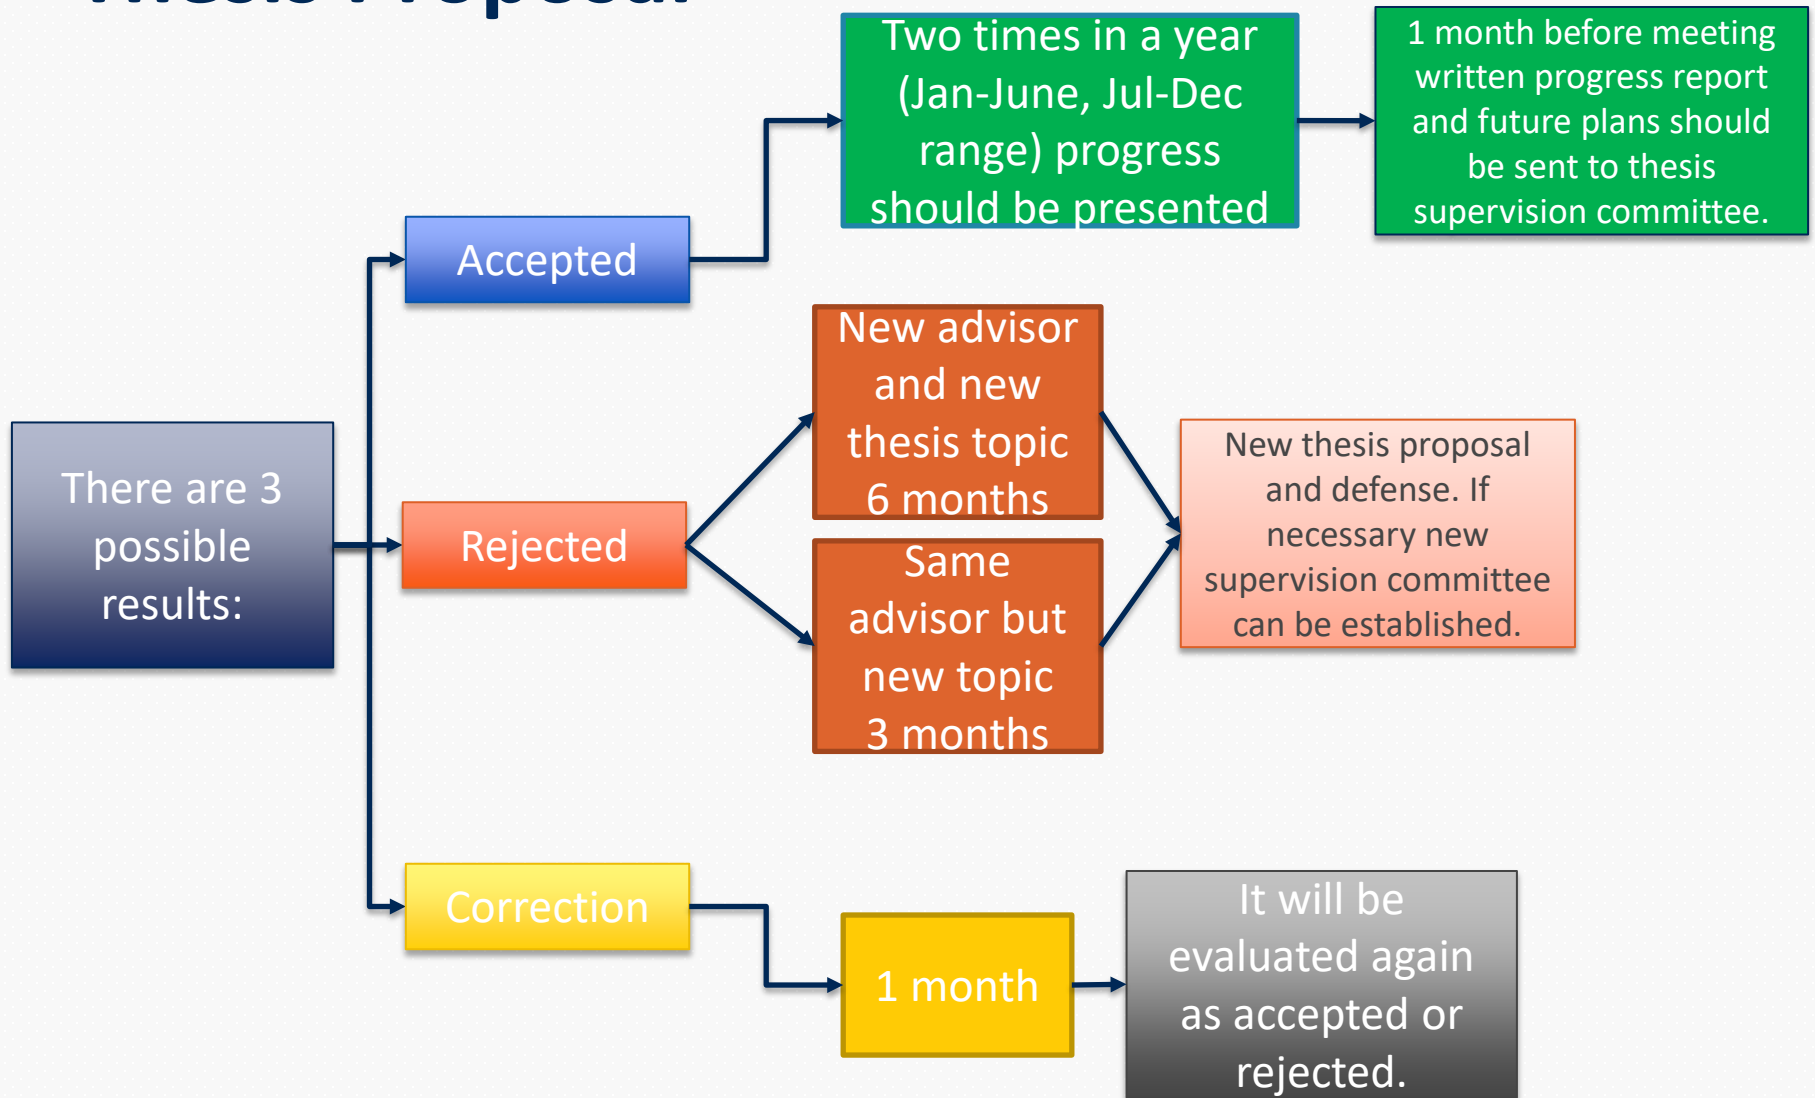 Thesis Proposal
Two times in a year
(Jan-June, Jul-Dec
range) progress
should be presented
1 month before meeting
written progress report
and future plans should
be sent to thesis
supervision committee.
Accepted
New advisor
and new
thesis topic
6 months
There are 3
possible
results:
Rejected
New thesis proposal
and defense. If
necessary new
supervision committee
can be established.
Same
advisor but
new topic
3 months
Correction
1 month
It will be
evaluated again
as accepted or
rejected.